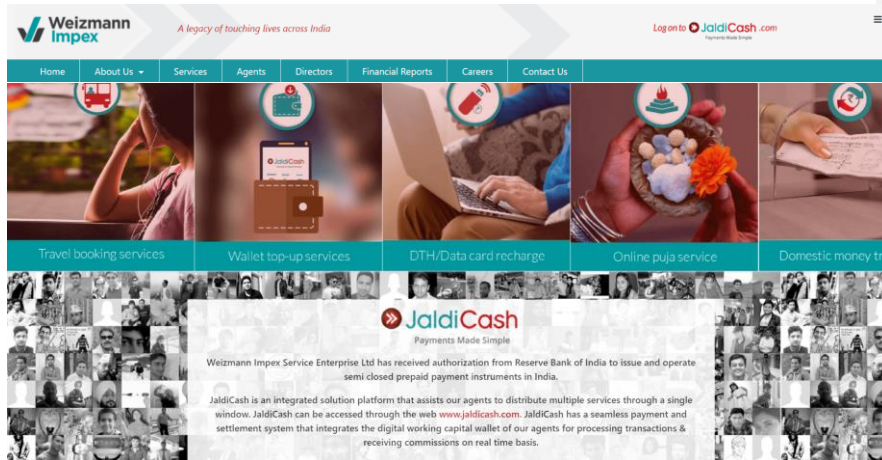 Weizmann
Impex
A legacy of touching lives across India
Log on to JaldiCash .com
Payments Made Simple
Home About Us Services Agents Directors Financial Reports Careers Contact Us
JaldiCash
Travel booking services Wallet top-up services DTH/Data card recharge Online puja service Domestic money tr
JaldiCash
Payments Made Simple
Weizmann Impex Service Enterprise Ltd has received authorization from Reserve Bank of India to issue and operate
semi closed prepaid payment instruments in India.
JaldiCash is an integrated solution platform that assists our agents to distribute multiple services through a single
window. JaldiCash can be accessed through the web www.jaldicash.com. JaldiCash has a seamless payment and
settlement system that integrates the digital working capital wallet of our agents for processing transactions &
receiving commissions on real time basis.